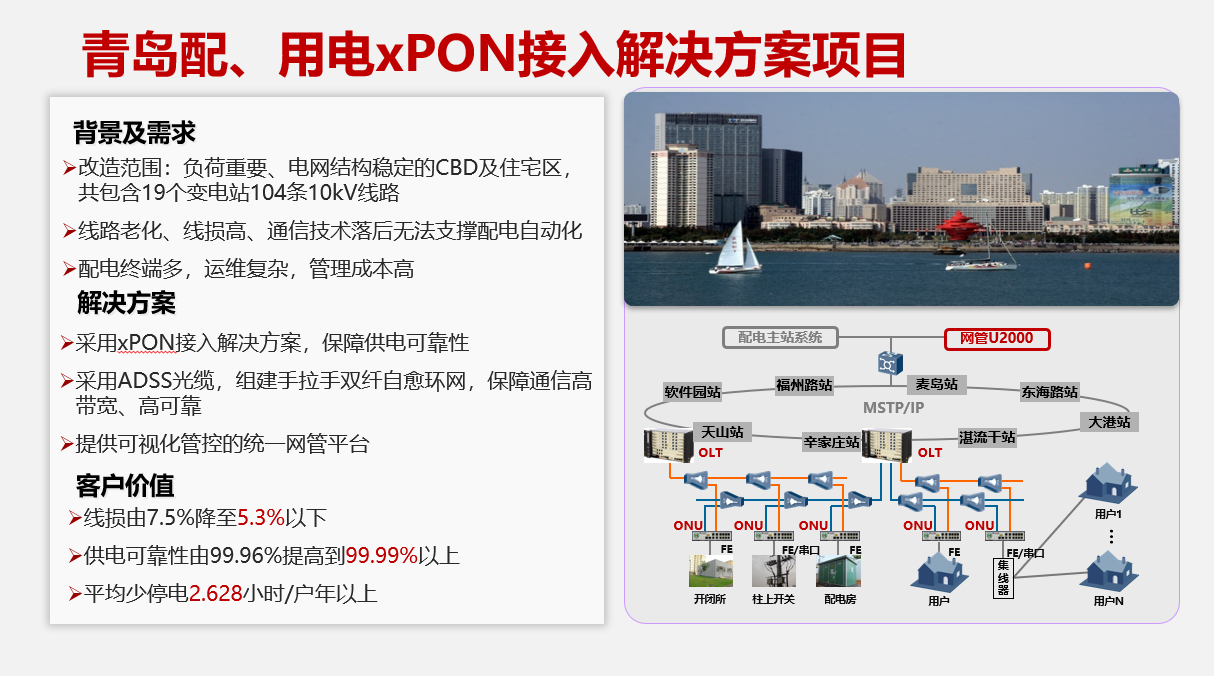 青岛配、用电xPON接入解决方案项目
背景及需求
➢改造范围：负荷重要、电网结构稳定的CBD及住宅区，
共包含19个变电站104条10kV线路
➢线路老化、线损高、通信技术落后无法支撑配电自动化
➢配电终端多，运维复杂，管理成本高
解决方案
➢采用xPON接入解决方案，保障供电可靠性
➢采用ADSS光缆，组建手拉手双纤自愈环网，保障通信高
带宽、高可靠
➢提供可视化管控的统一网管平台
客户价值
➢线损由7.5%降至5.3%以下
➢供电可靠性由99.96%提高到99.99%以上
➢平均少停电2.628小时/户年以上
配电主站系统
网管U2000
软件园站
福州路站
麦岛站
东海路站
MSTP/IP
大港站
天山站
辛家庄站
湛流干站
OLT
OLT
ONU
ONU
ONU
ONU
ONU
FE
FE/串口
FE
FE
FE/串口
用户1
集线器
开闭所
往上开关
配电房
用户
用户N